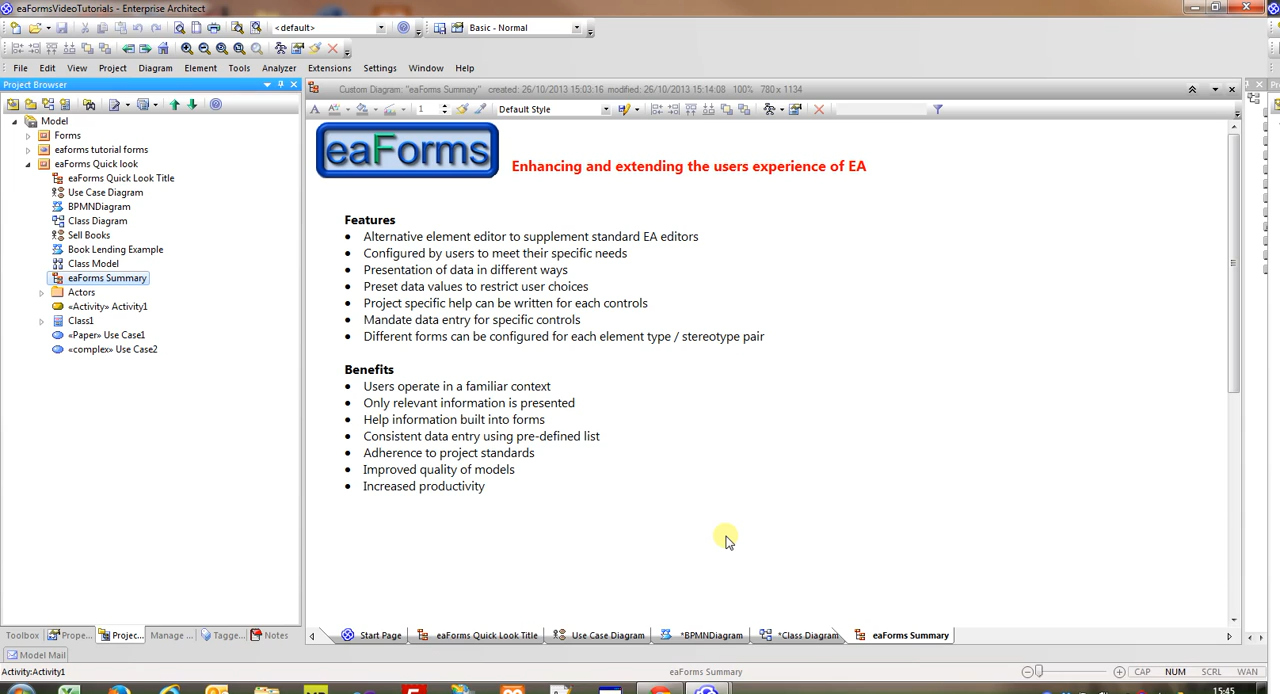 eaFormsVideoTutorials - Enterprise Architect
<default>
Basic - Normal
File Edit View Project Diagram Element Tools Analyzer Extensions Settings Window Help
Project Browser
Custom Diagram: "eaForms Summary" created: 26/10/2013 15:03:16 modified: 26/10/2013 15:14:08 100% 780 x 1134
1 Default Style
Model
Forms
eaforms tutorial forms
eaForms Quick look
eaForms Quick Look Title
Use Case Diagram
BPMNDiagram
Class Diagram
Sell Books
Book Lending Example
Class Model
eaForms Summary
Actors
«Activity» Activity1
Class1
«Paper» Use Case1
«complex» Use Case2
eaForms
Enhancing and extending the users experience of EA
Features
• Alternative element editor to supplement standard EA editors
• Configured by users to meet their specific needs
• Presentation of data in different ways
• Preset data values to restrict user choices
• Project specific help can be written for each controls
• Mandate data entry for specific controls
• Different forms can be configured for each element type / stereotype pair
Benefits
• Users operate in a familiar context
• Only relevant information is presented
• Help information built into forms
• Consistent data entry using pre-defined list
• Adherence to project standards
• Improved quality of models
• Increased productivity
Toolbox Prope... Projec... Manage ... Tagge... Notes
Start Page eaForms Quick Look Title Use Case Diagram *BPMNDiagram *Class Diagram eaForms Summary
Model Mail
Activity:Activity1 eaForms Summary CAP NUM SCRL WAN
15:45